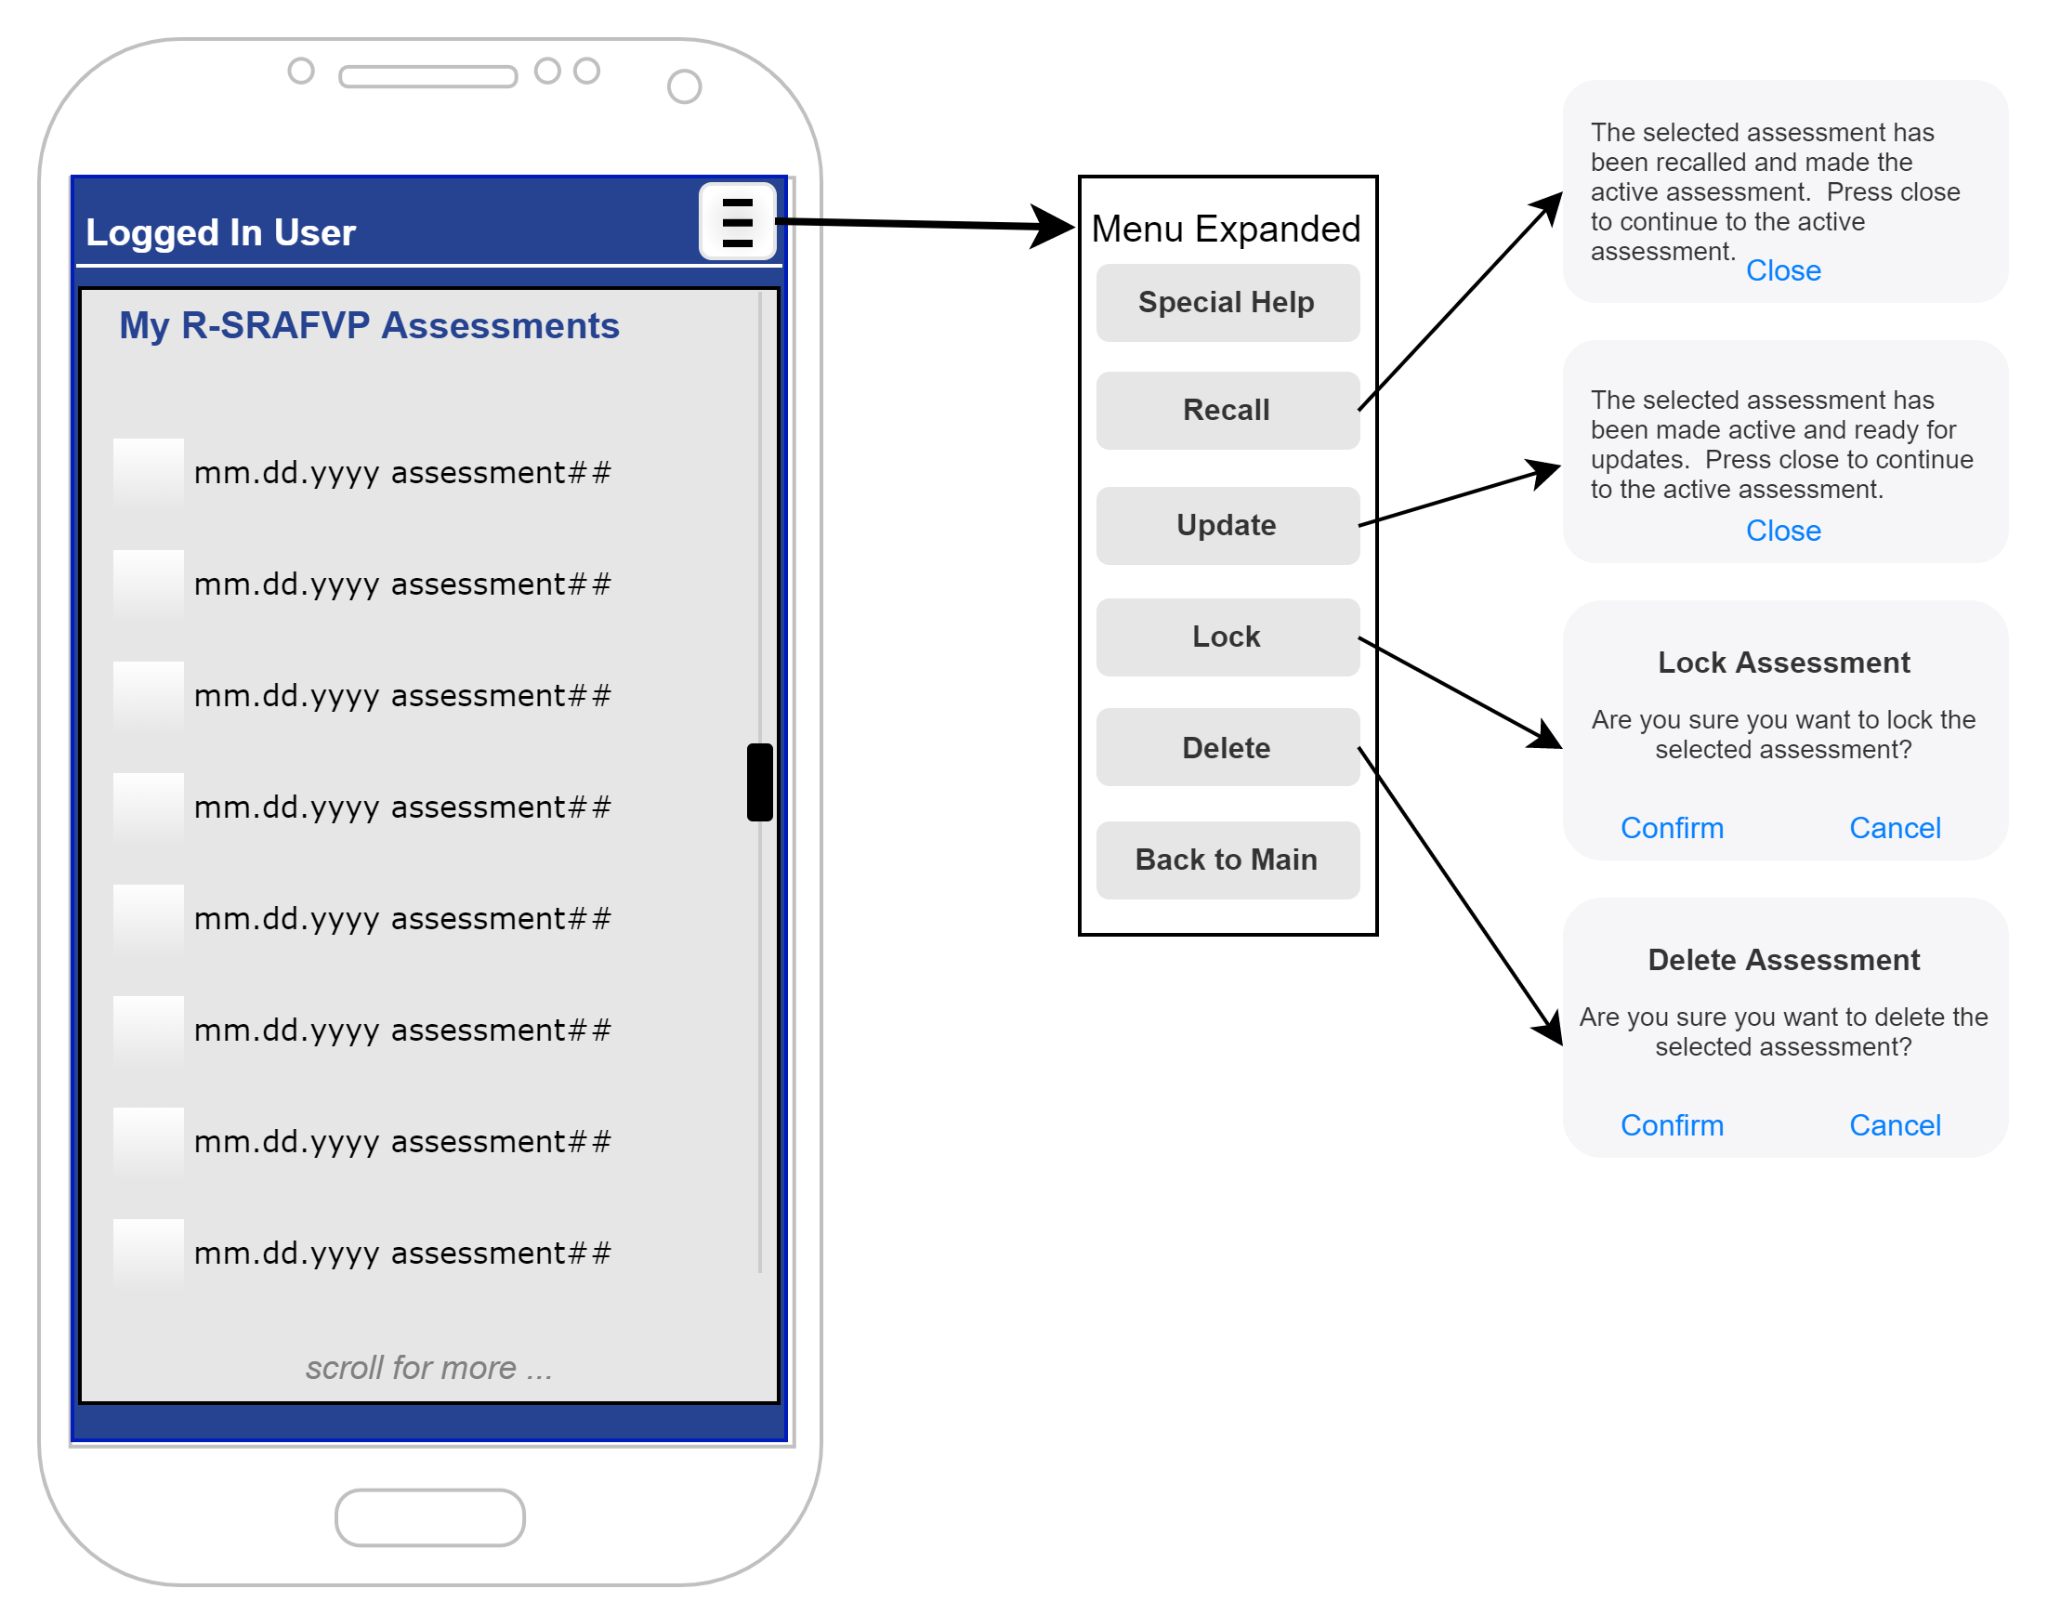 Logged In User
My R-SRAFVP Assessments
mm.dd.yyyy assessment##
mm.dd.yyyy assessment##
mm.dd.yyyy assessment##
mm.dd.yyyy assessment##
mm.dd.yyyy assessment##
mm.dd.yyyy assessment##
mm.dd.yyyy assessment##
mm.dd.yyyy assessment##
scroll for more ...
Menu Expanded
Special Help
Recall
Update
Lock
Delete
Back to Main
The selected assessment has
been recalled and made the
active assessment.  Press close
to continue to the active
assessment.
Close
The selected assessment has
been made active and ready for
updates.  Press close to continue
to the active assessment.
Close
Lock Assessment
Are you sure you want to lock the
selected assessment?
Confirm Cancel
Delete Assessment
Are you sure you want to delete the
selected assessment?
Confirm Cancel